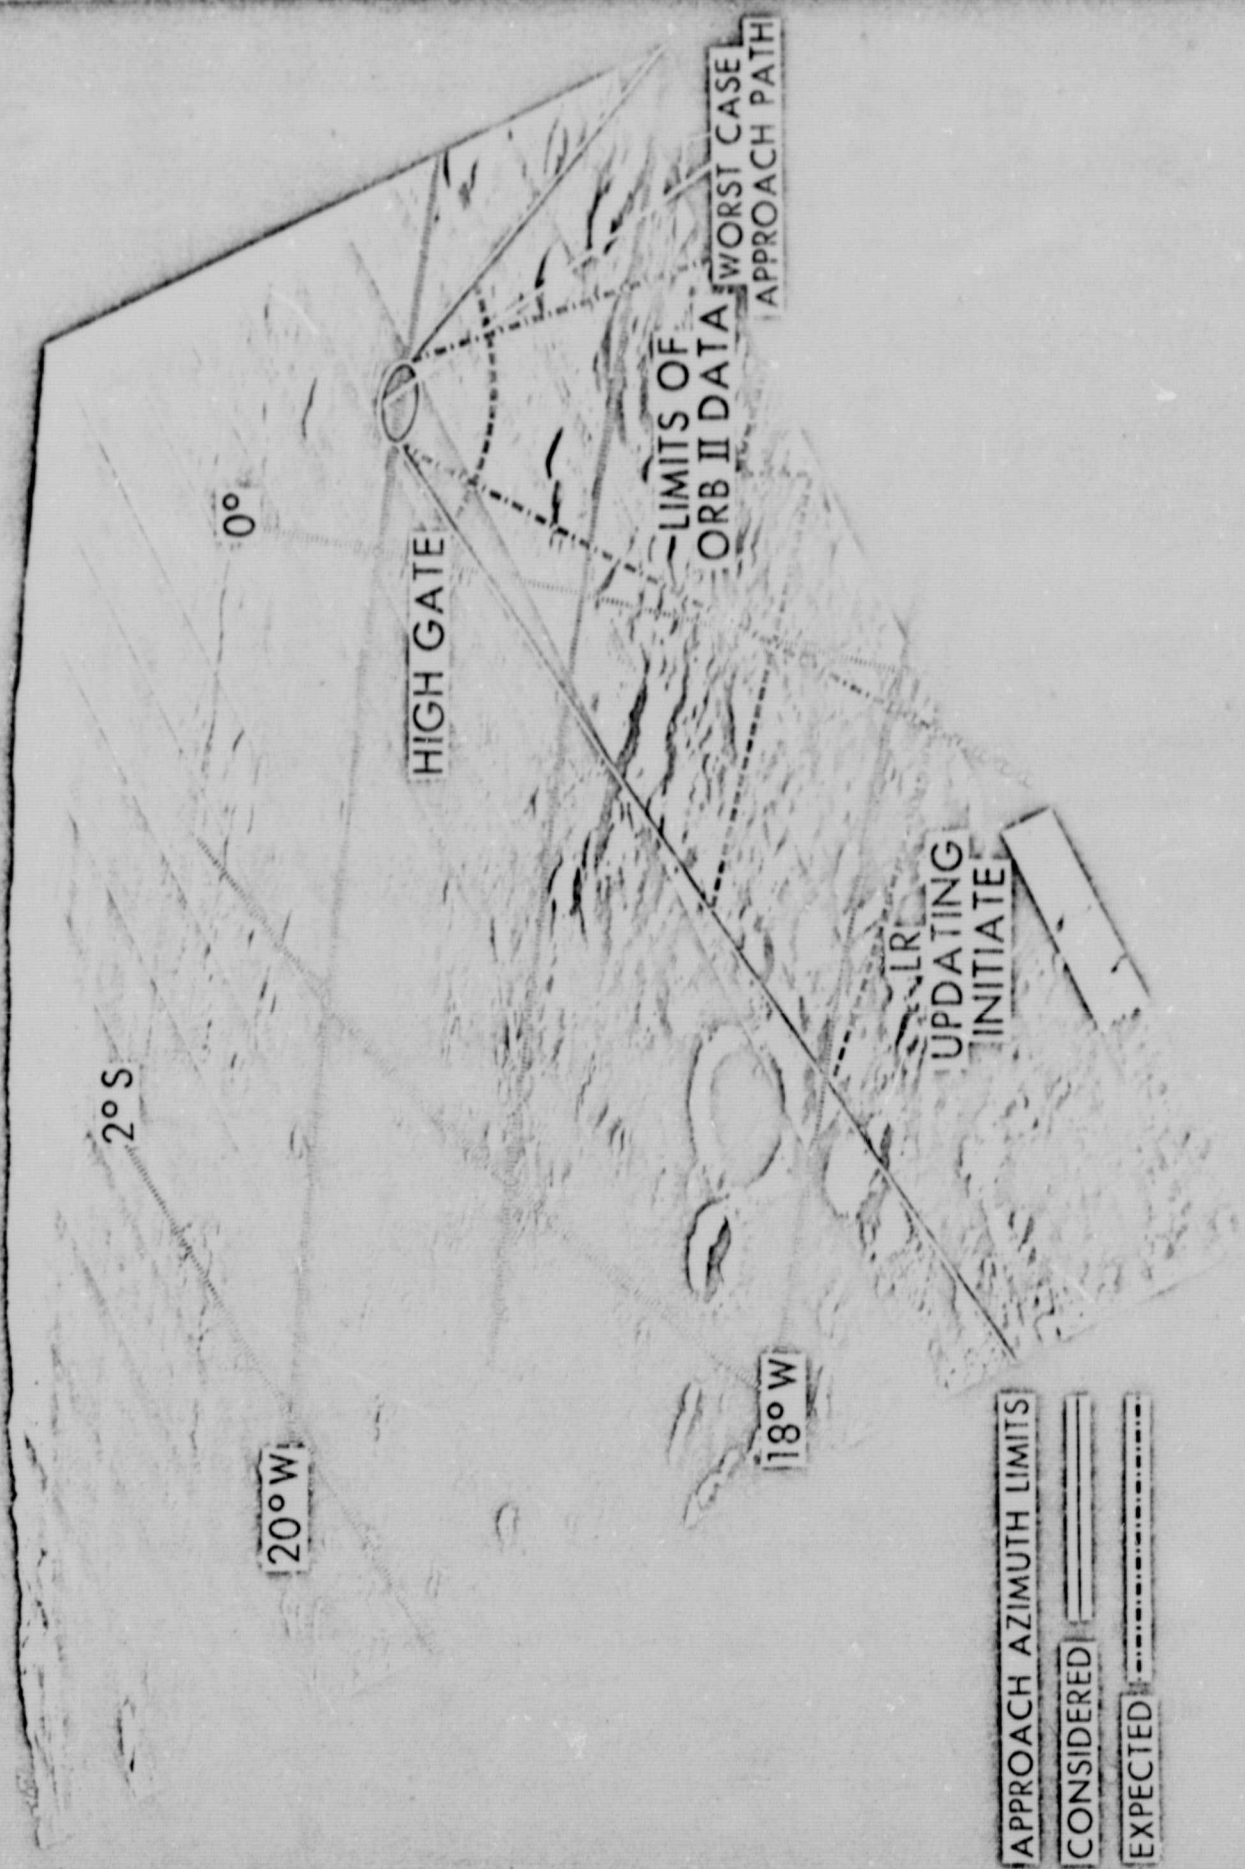 2° S
0°
20° W
HIGH GATE
LIMITS OF
ORB II DATA
WORST CASE
APPROACH PATH
18° W
LR
UPDATING
INITIATE
APPROACH AZIMUTH LIMITS
CONSIDERED
EXPECTED